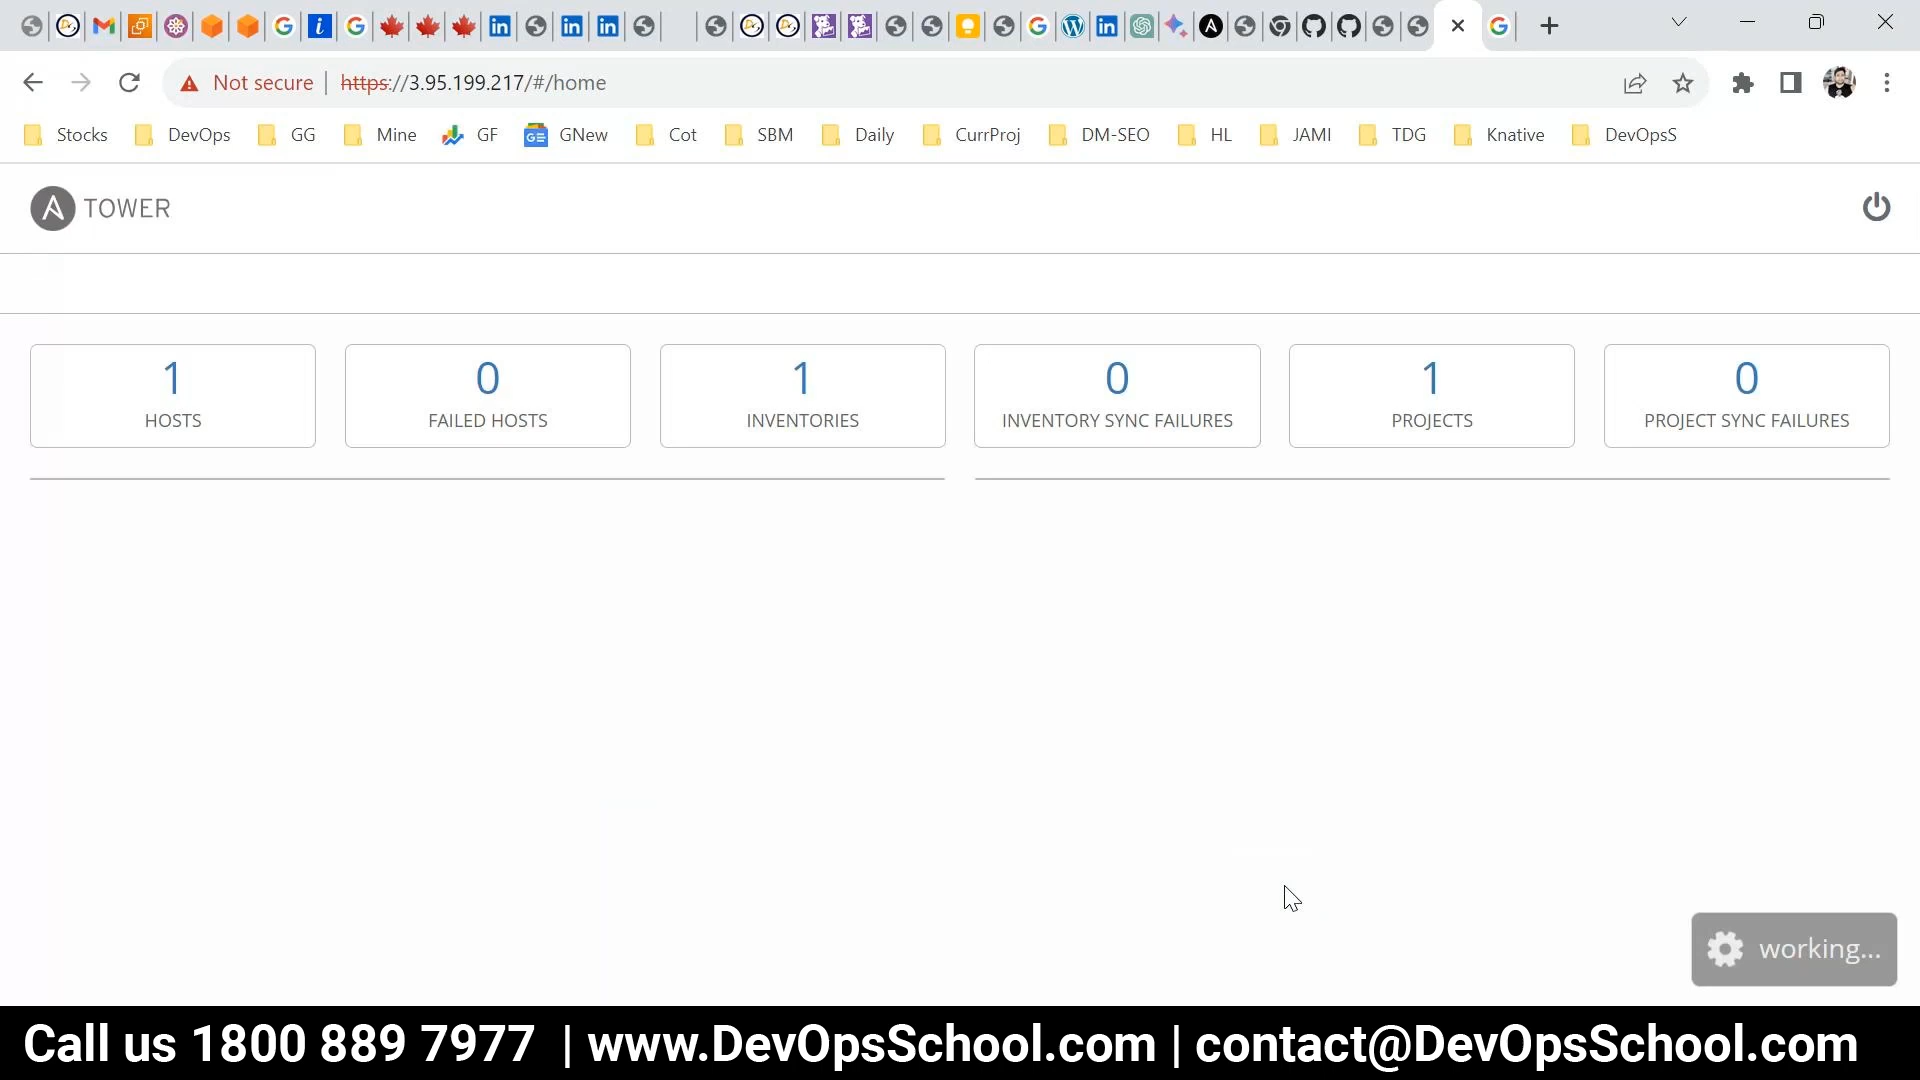 Not secure | https://3.95.199.217/#/home
Stocks DevOps GG Mine GF GNew Cot SBM Daily CurrProj DM-SEO HL JAMI TDG Knative DevOpsS
A TOWER
1 0 1 0 1 0
HOSTS FAILED HOSTS INVENTORIES INVENTORY SYNC FAILURES PROJECTS PROJECT SYNC FAILURES
working...
Call us 1800 889 7977 | www.DevOpsSchool.com | contact@DevOpsSchool.com